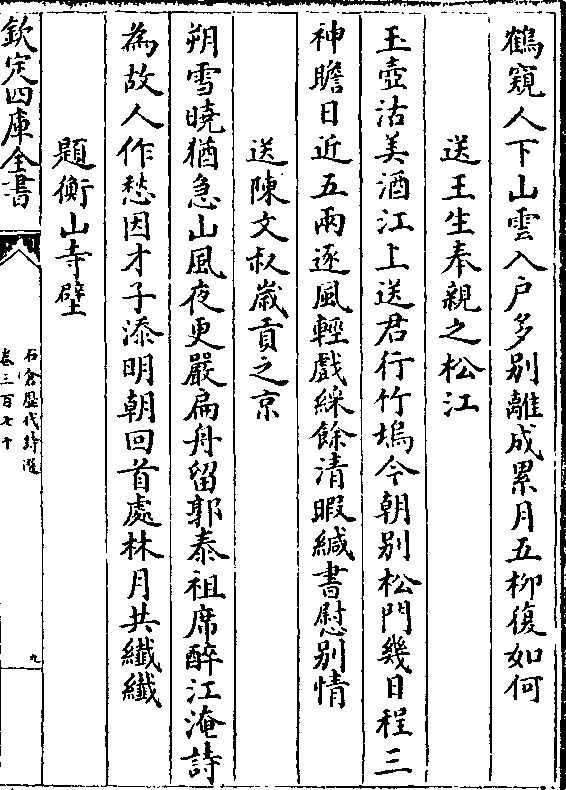 鶴窺人下山雲入户多别離成累月五柳復如何
送王生奉親之松江
玉壺沽美酒江上送君行竹塢今朝别松門幾日程三
神瞻日近五兩逐風輕戲綵餘清暇緘書慰别情
送陳文叔歲貢之京
朔雪曉猶急山風夜更嚴扁舟留郭泰祖席醉江淹詩
為故人作愁因才子添明朝回首處林月共纎纎
題衡山寺壁
欽定四庫全書
石倉歴代詩選
卷三百七十
九